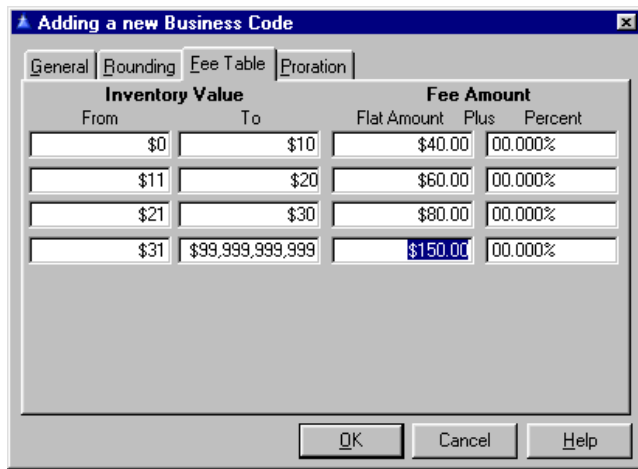 Adding a new Business Code
General Rounding Fee Table Proration
Inventory Value Fee Amount
From To Flat Amount Plus Percent
$0 $10 $40.00 00.000%
$11 $20 $60.00 00.000%
$21 $30 $80.00 00.000%
$31 $99,999,999,999 $150.00 00.000%
OK Cancel Help